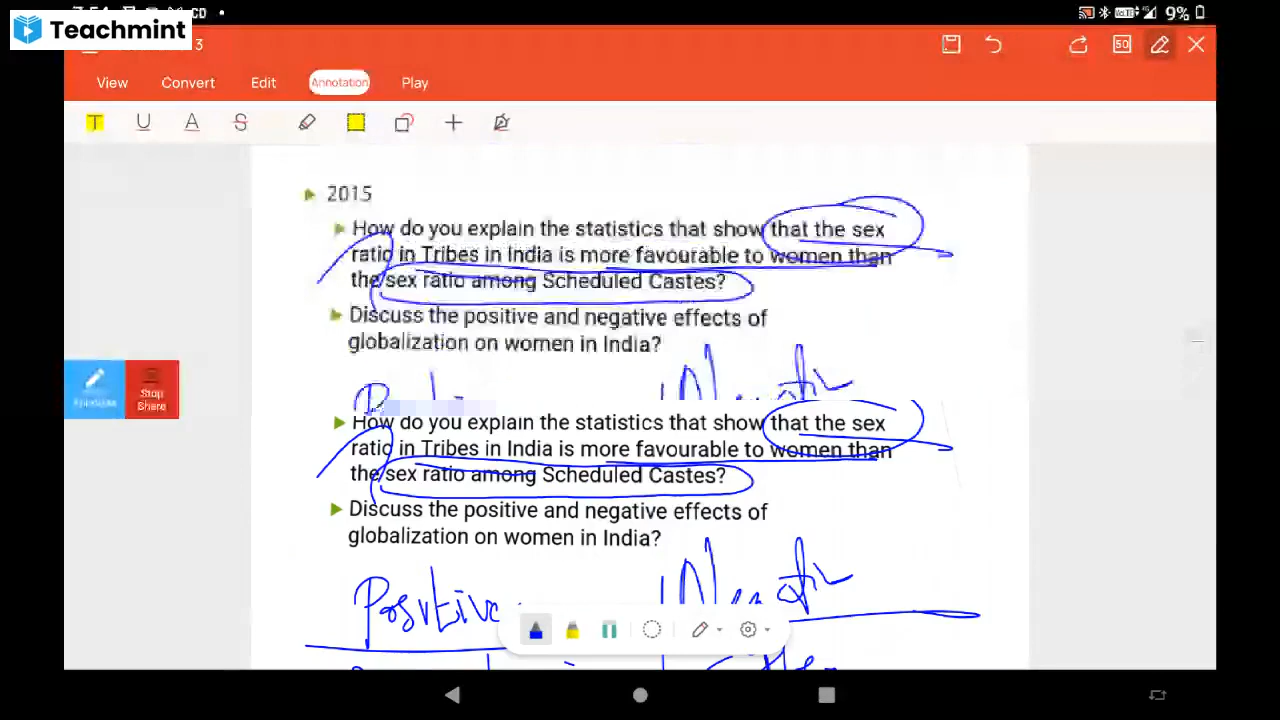 Teachmint
9%
3
50
View Convert Edit Annotation Play
T U A S
2015
How do you explain the statistics that show that the sex
ratio in Tribes in India is more favourable to women than
the sex ratio among Scheduled Castes?
Discuss the positive and negative effects of
globalization on women in India?
Stop
Share
How do you explain the statistics that show that the sex
ratio in Tribes in India is more favourable to women than
the sex ratio among Scheduled Castes?
Discuss the positive and negative effects of
globalization on women in India?
Positive